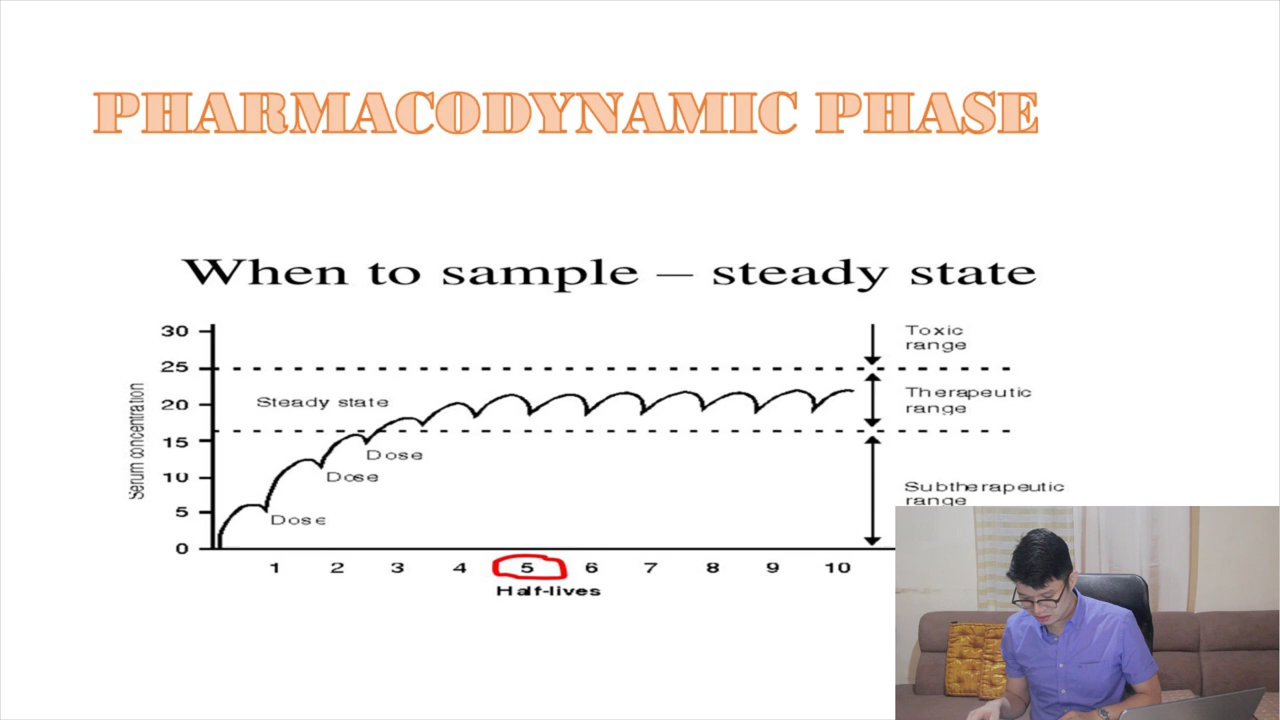 PHARMACODYNAMIC PHASE
When to sample – steady state
30
25
20
15
10
5
0
Serum concentration
Steady state
Dose
Dose
Dose
Toxic
range
Therapeutic
range
Subtherapeutic
range
1 2 3 4 5 6 7 8 9 10
Half-lives